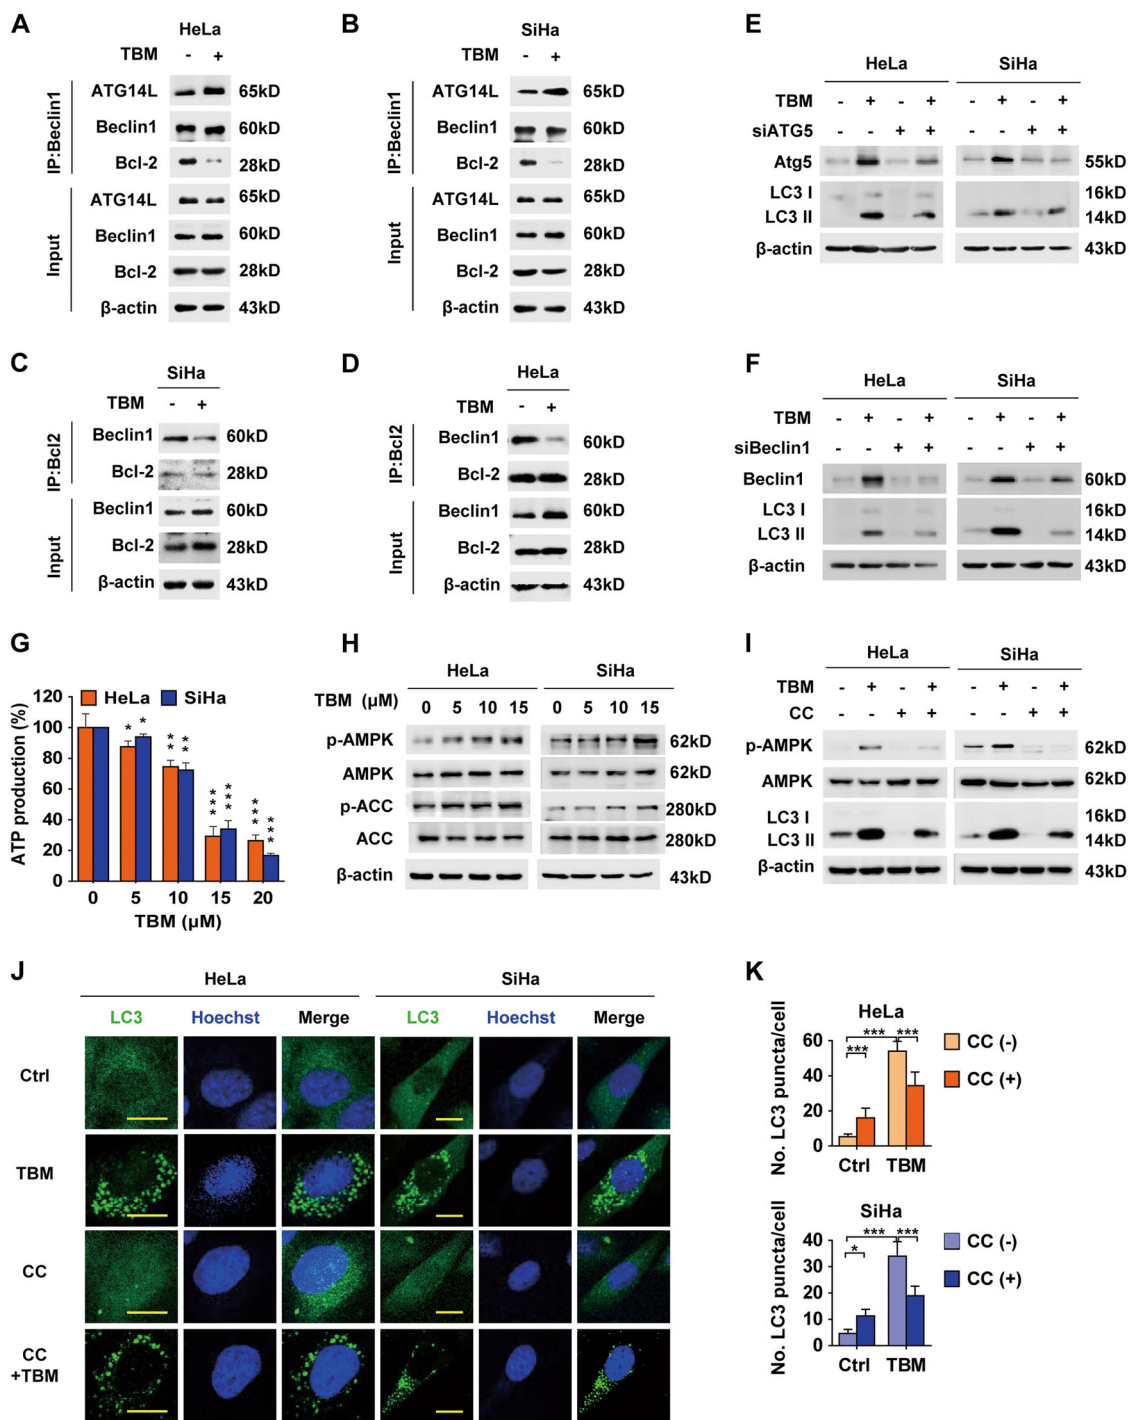 A
HeLa
TBM - +
IP:Beclin1
ATG14L 65kD
Beclin1 60kD
Bcl-2 28kD
Input
ATG14L 65kD
Beclin1 60kD
Bcl-2 28kD
β-actin 43kD
B
SiHa
TBM - +
IP:Beclin1
ATG14L 65kD
Beclin1 60kD
Bcl-2 28kD
Input
ATG14L 65kD
Beclin1 60kD
Bcl-2 28kD
β-actin 43kD
E
HeLa SiHa
TBM - + - + - + - +
siATG5 - - + + - - + +
Atg5 55kD
LC3 I 16kD
LC3 II 14kD
β-actin 43kD
C
SiHa
TBM - +
IP:Bcl2
Beclin1 60kD
Bcl-2 28kD
Input
Beclin1 60kD
Bcl-2 28kD
β-actin 43kD
D
HeLa
TBM - +
IP:Bcl2
Beclin1 60kD
Bcl-2 28kD
Input
Beclin1 60kD
Bcl-2 28kD
β-actin 43kD
F
HeLa SiHa
TBM - + - + - + - +
siBeclin1 - - + + - - + +
Beclin1 60kD
LC3 I 16kD
LC3 II 14kD
β-actin 43kD
G
HeLa SiHa
ATP production (%)
120
100
80
60
40
20
0
* * ** ** *** *** *** ***
0 5 10 15 20
TBM (μM)
H
HeLa SiHa
TBM (μM) 0 5 10 15 0 5 10 15
p-AMPK 62kD
AMPK 62kD
p-ACC 280kD
ACC 280kD
β-actin 43kD
I
HeLa SiHa
TBM - + - + - + - +
CC - - + + - - + +
p-AMPK 62kD
AMPK 62kD
LC3 I 16kD
LC3 II 14kD
β-actin 43kD
J
HeLa SiHa
LC3 Hoechst Merge LC3 Hoechst Merge
Ctrl
TBM
CC
CC
+TBM
K
HeLa
No. LC3 puncta/cell
60
40
20
0
*** *** ***
Ctrl TBM
CC (-)
CC (+)
SiHa
No. LC3 puncta/cell
40
30
20
10
0
*** *** *
Ctrl TBM
CC (-)
CC (+)